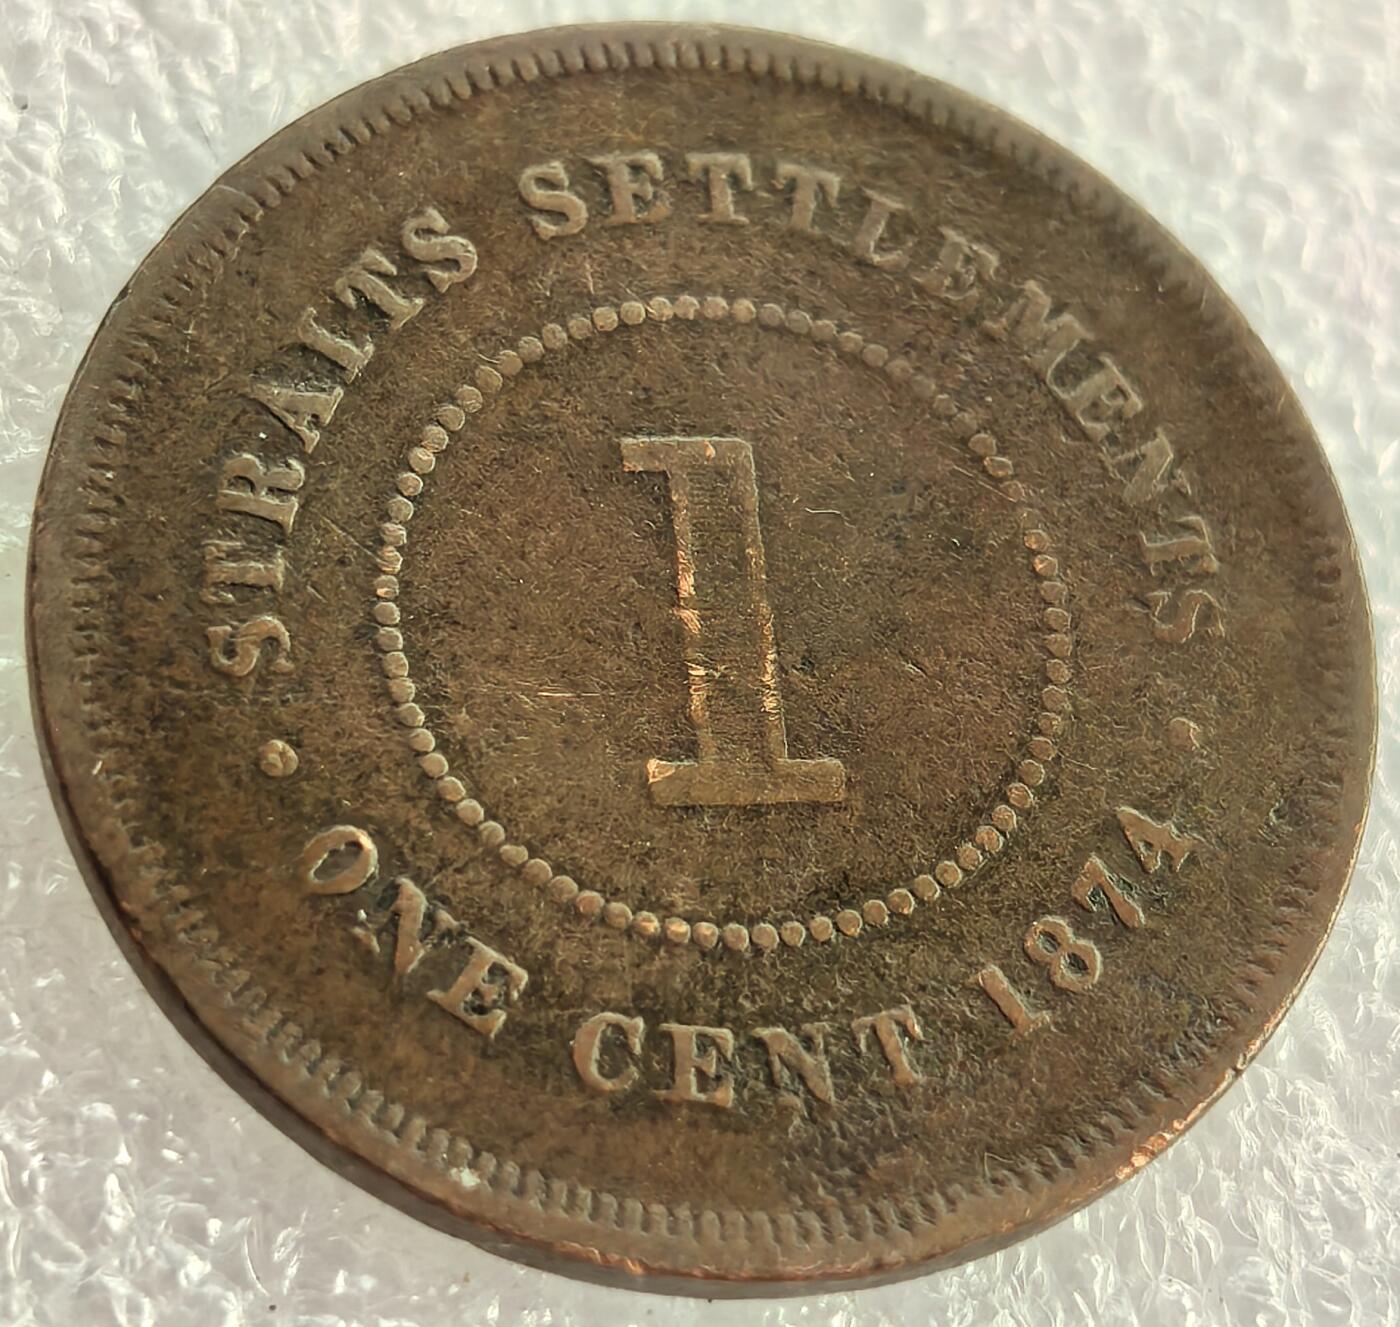 STRAITS SETTLEMENTS
1
ONE CENT 1874